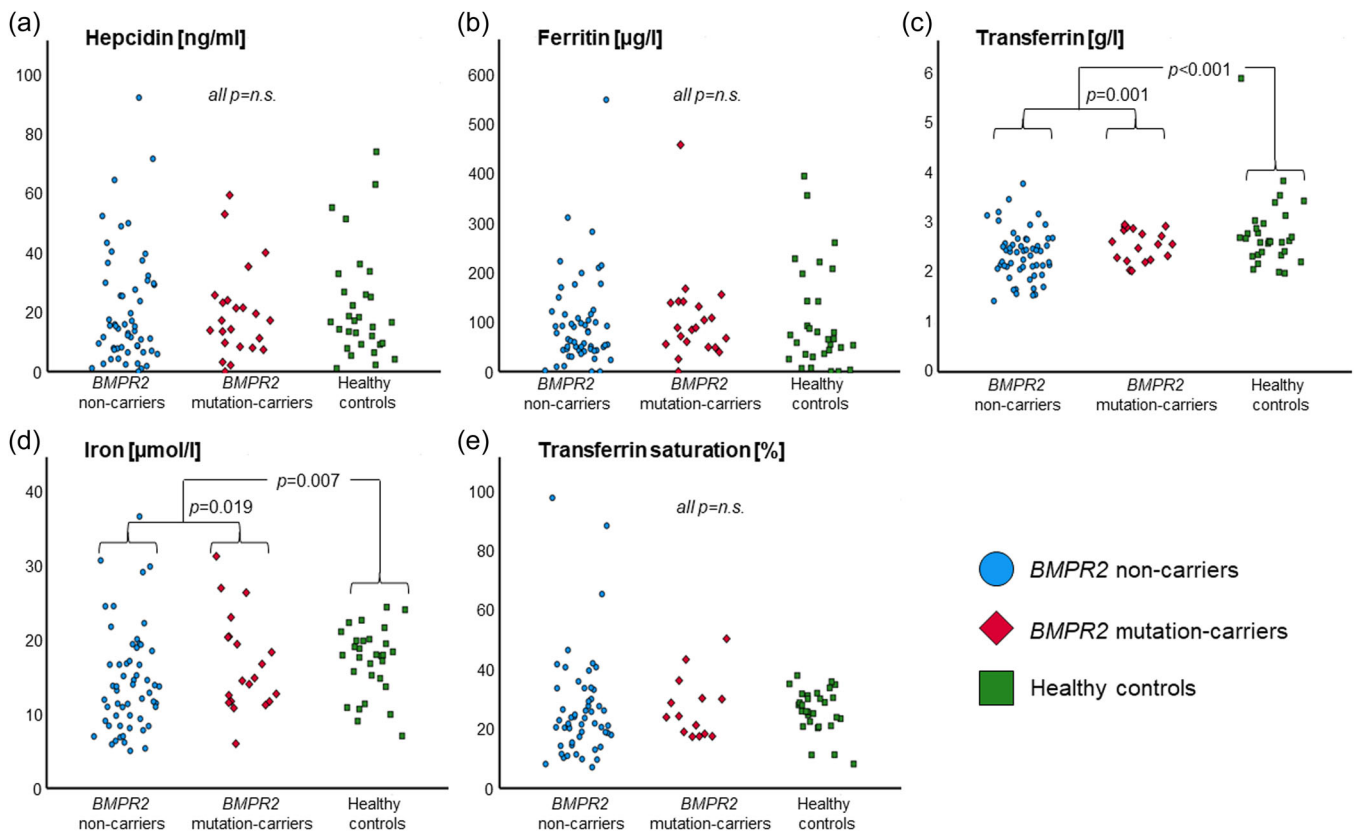 (a) Hepcidin [ng/ml]
100
80
60
40
20
0
all p=n.s.
BMPR2
non-carriers
BMPR2
mutation-carriers
Healthy
controls
(b) Ferritin [µg/l]
600
500
400
300
200
100
0
all p=n.s.
BMPR2
non-carriers
BMPR2
mutation-carriers
Healthy
controls
(c) Transferrin [g/l]
6
5
4
3
2
1
0
p<0.001
p=0.001
BMPR2
non-carriers
BMPR2
mutation-carriers
Healthy
controls
(d) Iron [µmol/l]
40
30
20
10
0
p=0.007
p=0.019
BMPR2
non-carriers
BMPR2
mutation-carriers
Healthy
controls
(e) Transferrin saturation [%]
100
80
60
40
20
0
all p=n.s.
BMPR2
non-carriers
BMPR2
mutation-carriers
Healthy
controls
BMPR2 non-carriers
BMPR2 mutation-carriers
Healthy controls